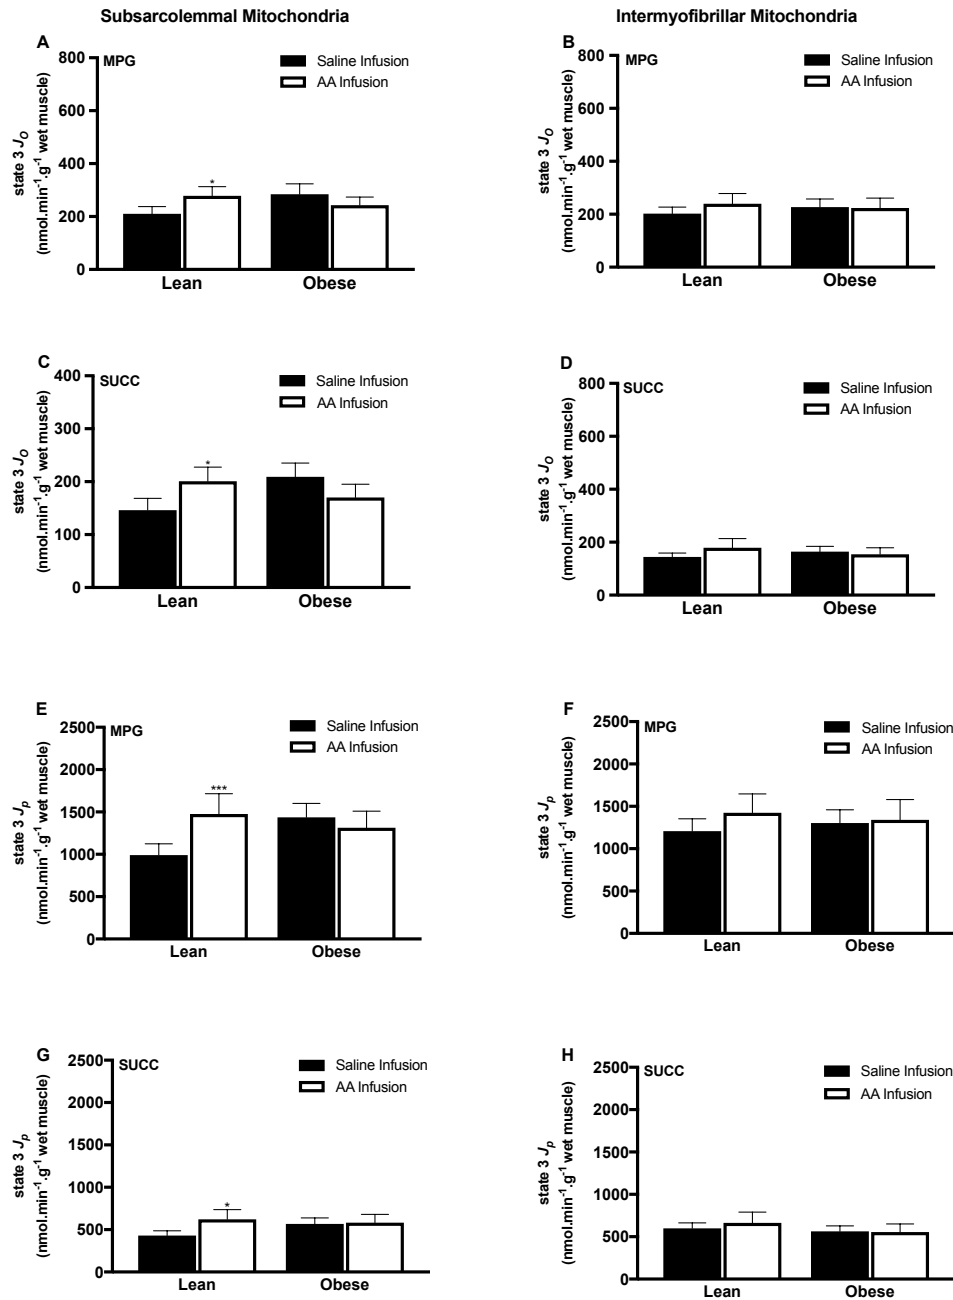 Subsarcolemmal Mitochondria
Intermyofibrillar Mitochondria
A
MPG
Saline Infusion
AA Infusion
state 3 Jo
(nmol.min⁻¹.g⁻¹ wet muscle)
800
600
400
200
0
*
Lean
Obese
B
MPG
Saline Infusion
AA Infusion
state 3 Jo
(nmol.min⁻¹.g⁻¹ wet muscle)
800
600
400
200
0
Lean
Obese
C
SUCC
Saline Infusion
AA Infusion
state 3 Jo
(nmol.min⁻¹.g⁻¹ wet muscle)
400
300
200
100
0
*
Lean
Obese
D
SUCC
Saline Infusion
AA Infusion
state 3 Jo
(nmol.min⁻¹.g⁻¹ wet muscle)
800
600
400
200
0
Lean
Obese
E
MPG
Saline Infusion
AA Infusion
state 3 Jp
(nmol.min⁻¹.g⁻¹ wet muscle)
2500
2000
1500
1000
500
0
***
Lean
Obese
F
MPG
Saline Infusion
AA Infusion
state 3 Jp
(nmol.min⁻¹.g⁻¹ wet muscle)
2500
2000
1500
1000
500
0
Lean
Obese
G
SUCC
Saline Infusion
AA Infusion
state 3 Jp
(nmol.min⁻¹.g⁻¹ wet muscle)
2500
2000
1500
1000
500
0
*
Lean
Obese
H
SUCC
Saline Infusion
AA Infusion
state 3 Jp
(nmol.min⁻¹.g⁻¹ wet muscle)
2500
2000
1500
1000
500
0
Lean
Obese